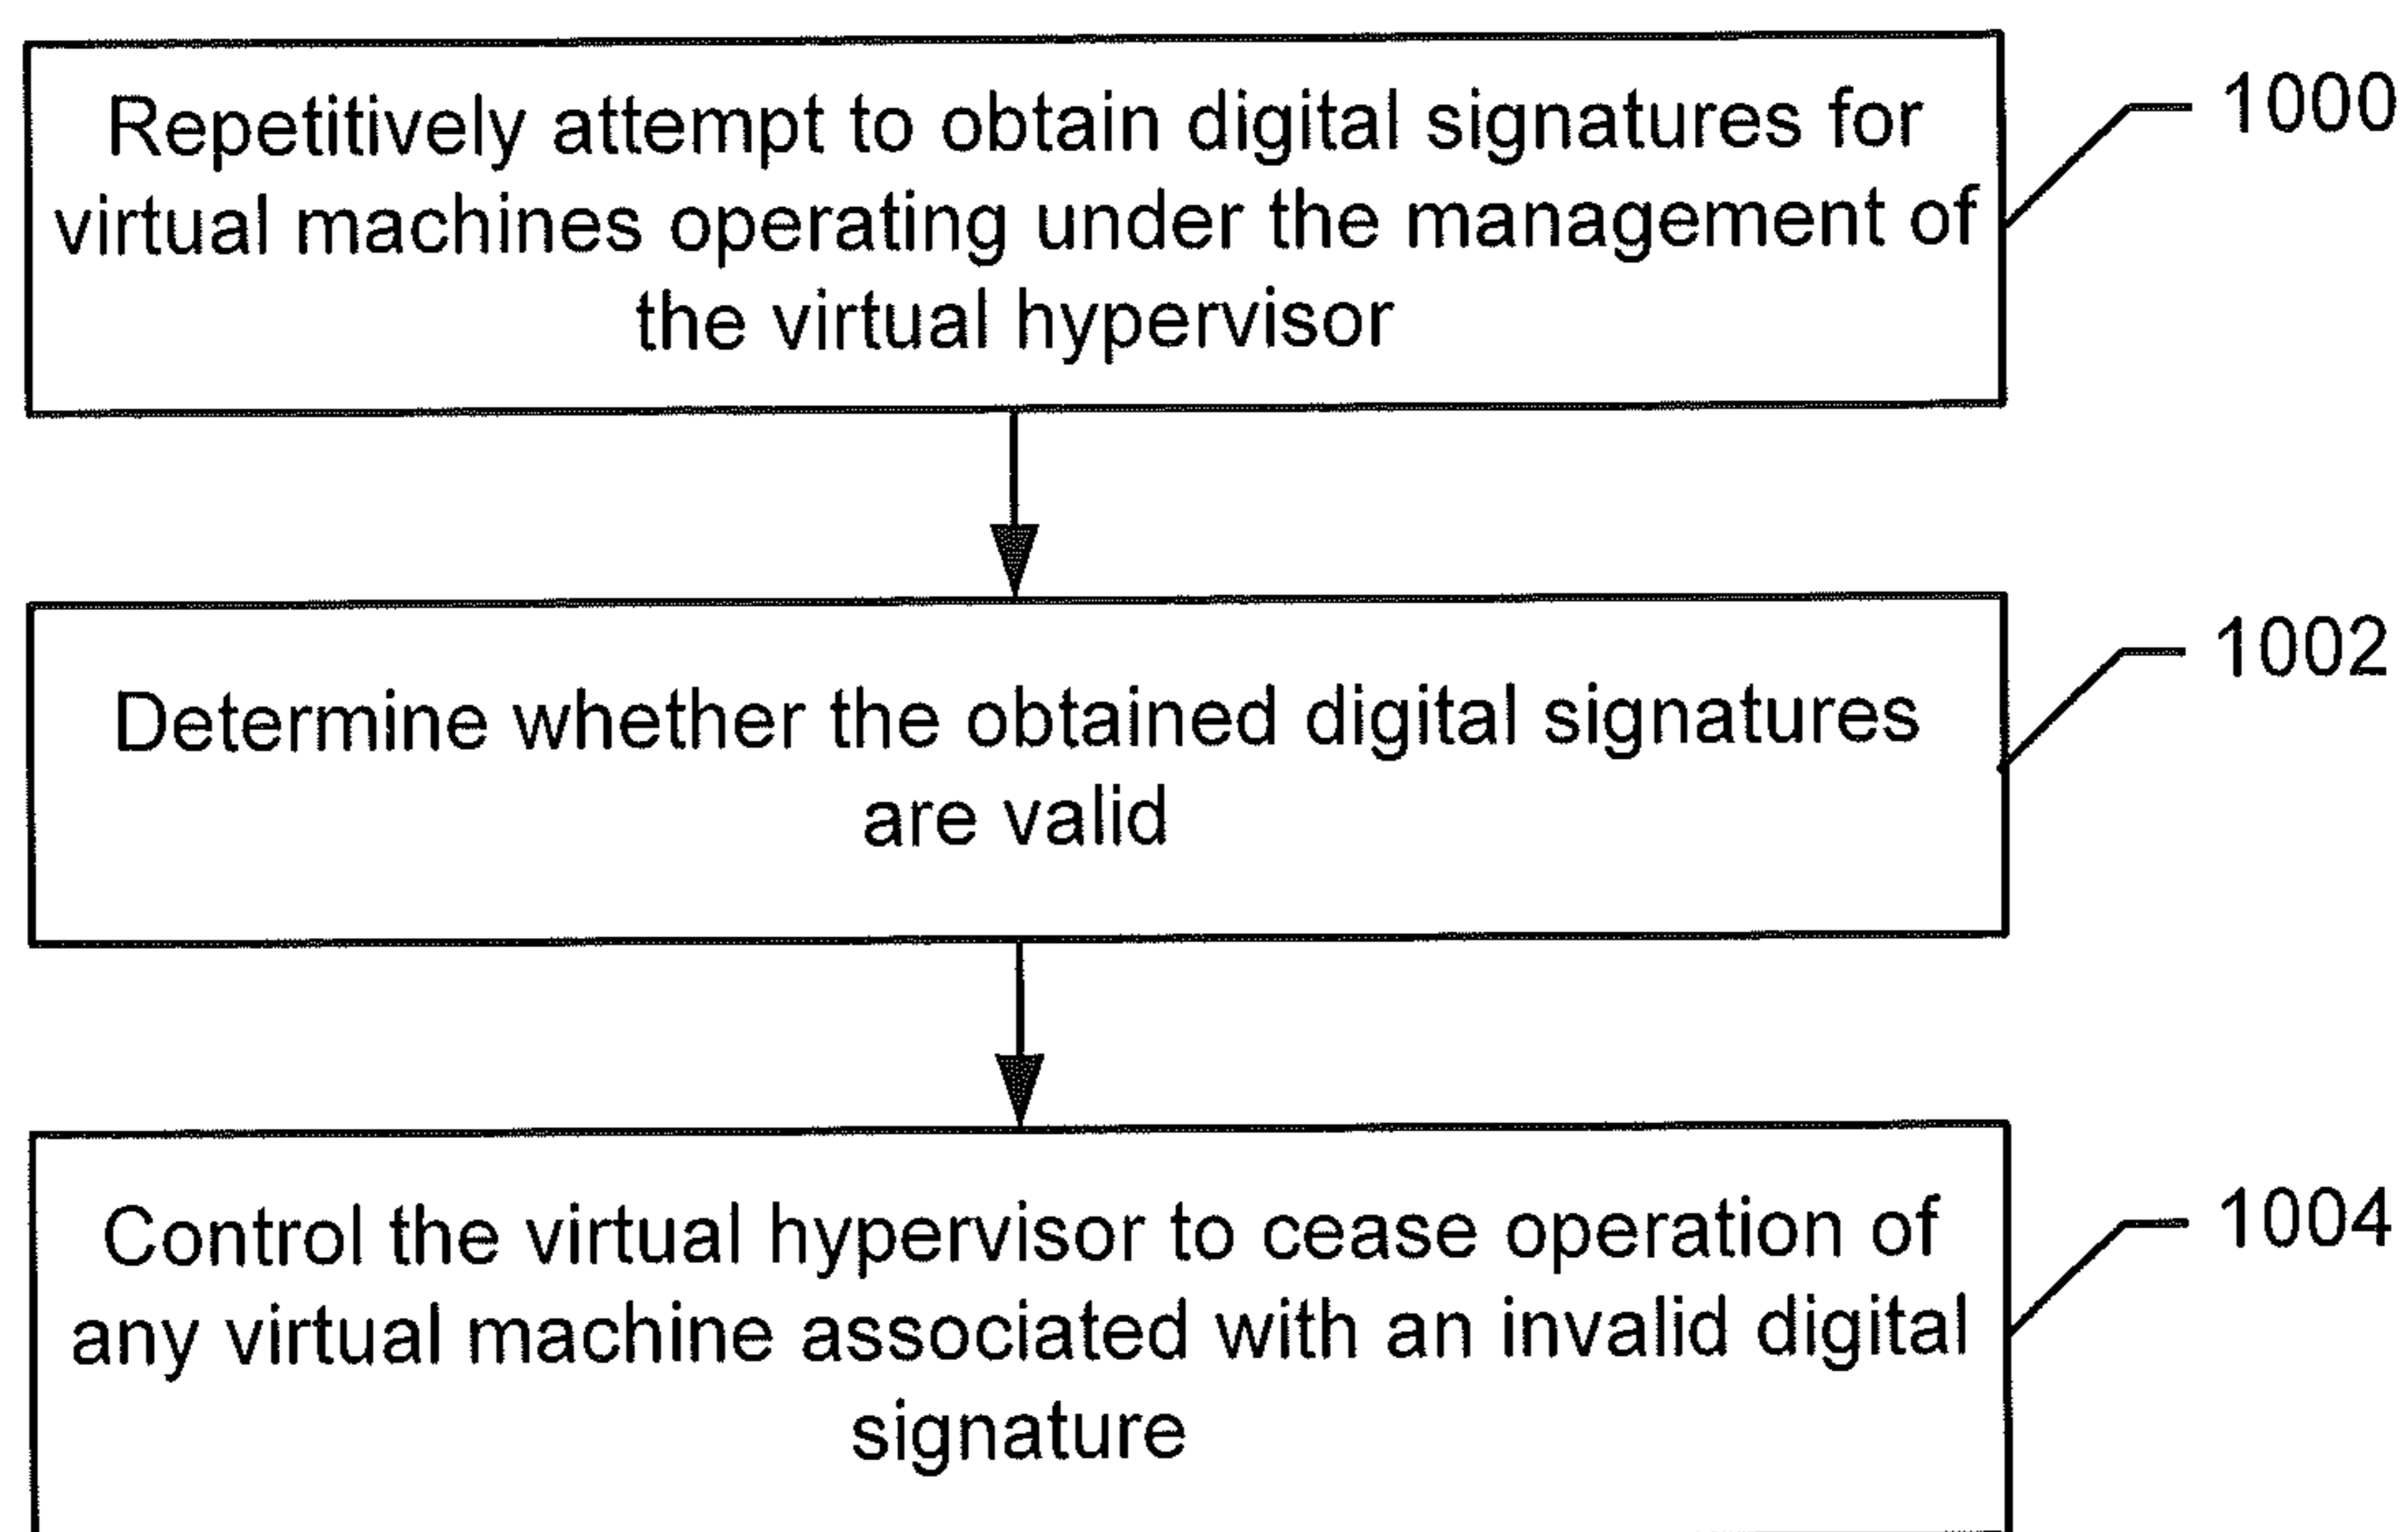 Repetitively attempt to obtain digital signatures for
virtual machines operating under the management of
the virtual hypervisor
1000
Determine whether the obtained digital signatures
are valid
1002
Control the virtual hypervisor to cease operation of
any virtual machine associated with an invalid digital
signature
1004